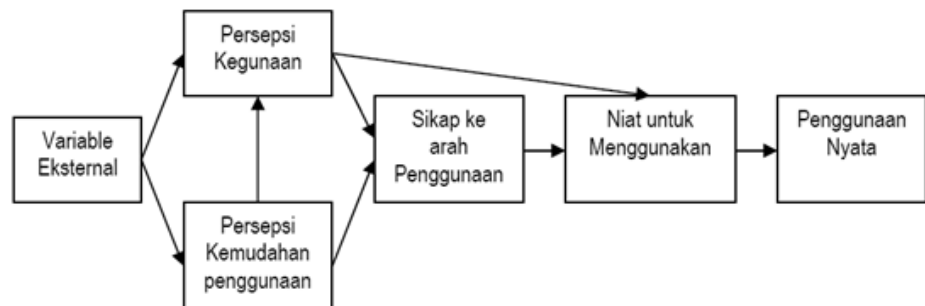 Persepsi
Kegunaan
Variable
Eksternal
Persepsi
Kemudahan
penggunaan
Sikap ke
arah
Penggunaan
Niat untuk
Menggunakan
Penggunaan
Nyata